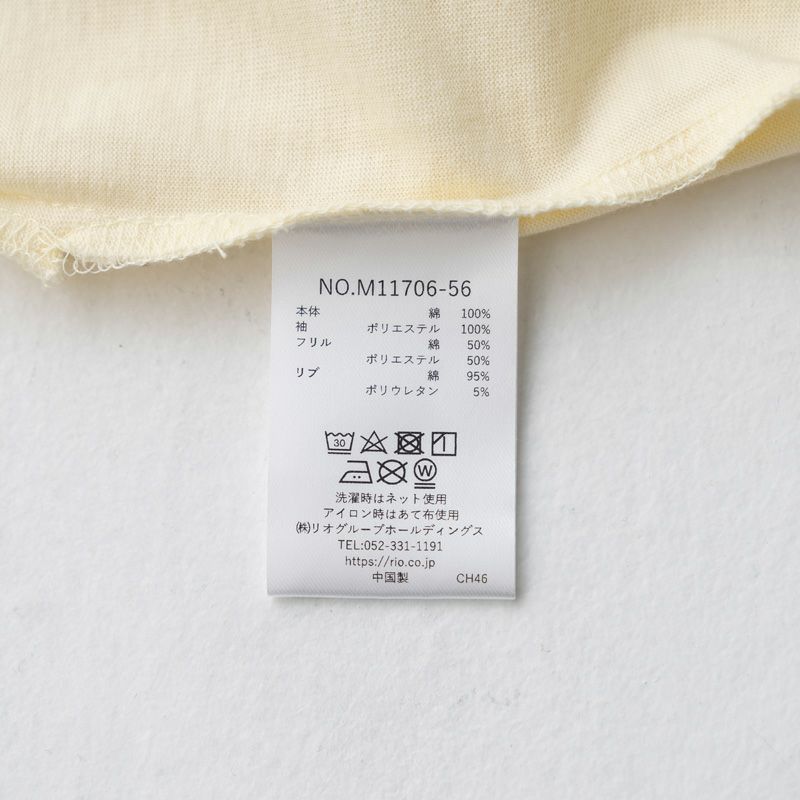 NO.M11706-56
本体 綿 100%
袖 ポリエステル 100%
フリル 綿 50%
ポリエステル 50%
リブ 綿 95%
ポリウレタン 5%
30
W
洗濯時はネット使用
アイロン時はあて布使用
㈱リオグループホールディングス
TEL:052-331-1191
https://rio.co.jp
中国製 CH46